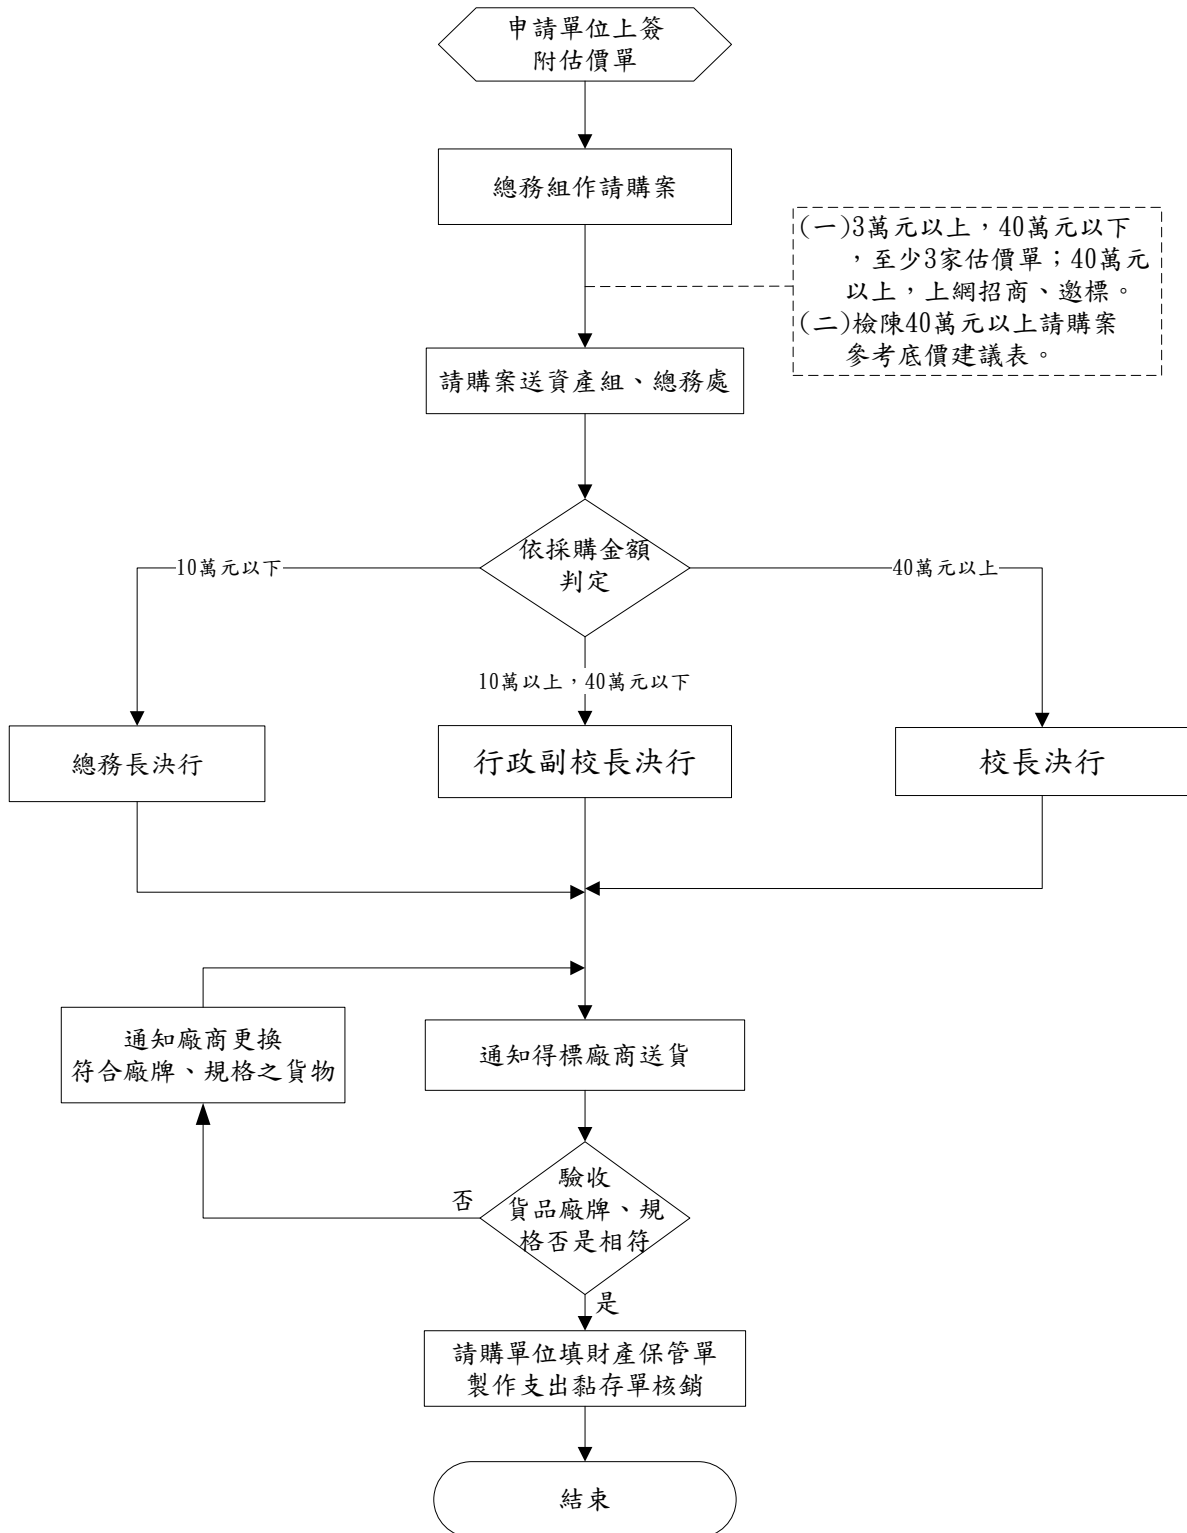 申請單位上簽
附估價單
總務組作請購案
(一)3萬元以上，40萬元以下
，至少3家估價單；40萬元
以上，上網招商、邀標。
(二)檢陳40萬元以上請購案
參考底價建議表。
請購案送資產組、總務處
依採購金額
判定
10萬元以下
40萬元以上
10萬以上，40萬元以下
總務長決行
行政副校長決行
校長決行
通知廠商更換
符合廠牌、規格之貨物
通知得標廠商送貨
驗收
貨品廠牌、規
格否是相符
否
是
請購單位填財產保管單
製作支出黏存單核銷
結束